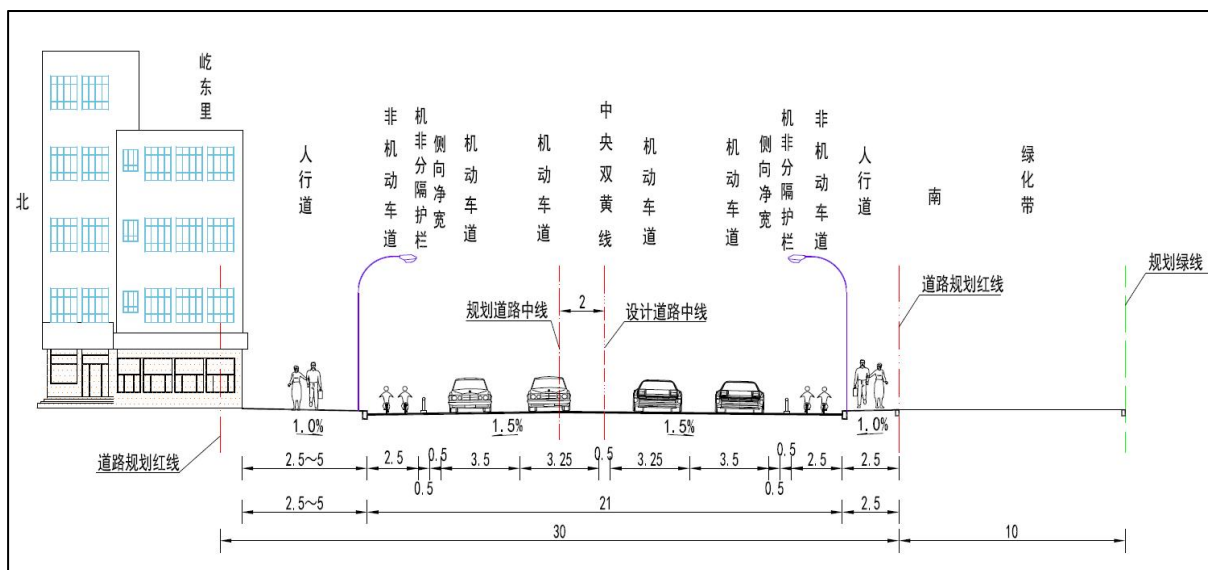 北
屹东里
人行道
非机动车道
机非分隔护栏
侧向净宽
机动车道
机动车道
中央双黄线
机动车道
机动车道
侧向净宽
机非分隔护栏
非机动车道
人行道
南
绿化带
规划绿线
道路规划红线
规划道路中线
2
设计道路中线
道路规划红线
1.0%
1.5%
1.5%
1.0%
2.5～5
2.5
0.5
0.5
3.5
3.25
0.5
3.25
3.5
0.5
0.5
2.5
2.5
2.5～5
21
2.5
30
10